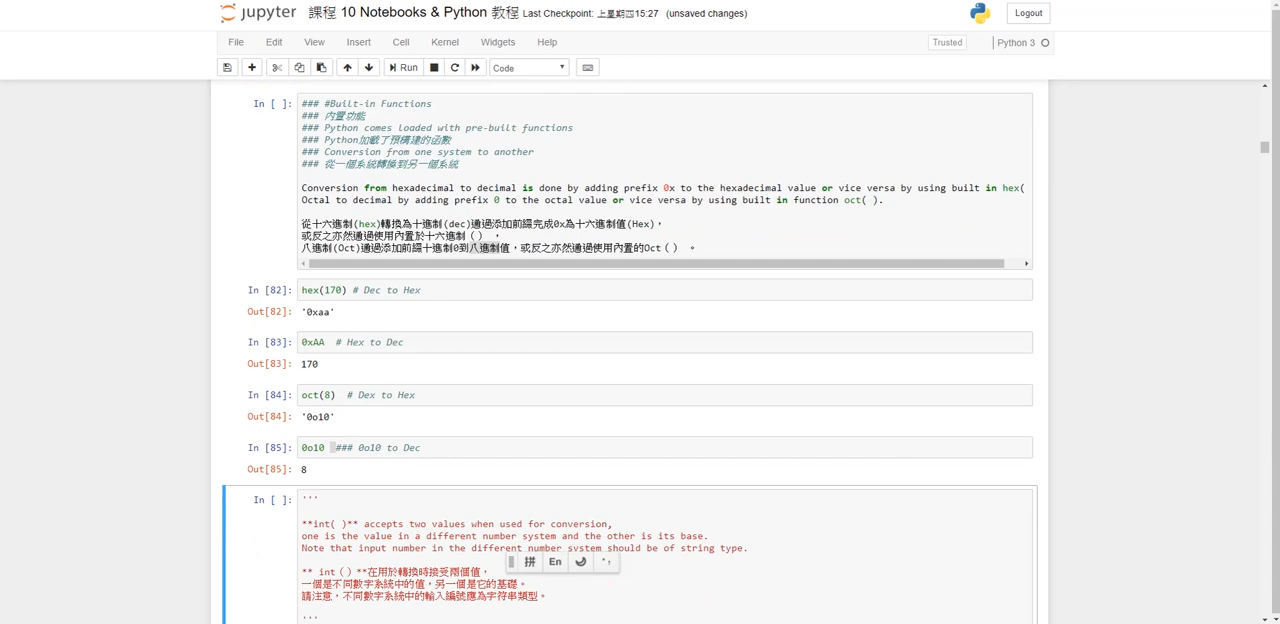 jupyter 課程 10 Notebooks & Python 教程 Last Checkpoint: 上星期四15:27 (unsaved changes) Logout
File Edit View Insert Cell Kernel Widgets Help Trusted Python 3
Run Code
In [ ]: ### #Built-in Functions
### 內置功能
### Python comes loaded with pre-built functions
### Python加載了預構建的函數
### Conversion from one system to another
### 從一個系統轉換到另一個系統
Conversion from hexadecimal to decimal is done by adding prefix 0x to the hexadecimal value or vice versa by using built in hex(
Octal to decimal by adding prefix 0 to the octal value or vice versa by using built in function oct( ).
從十六進制(hex)轉換為十進制(dec)通過添加前綴完成0x為十六進制值(Hex)，
或反之亦然通過使用內置於十六進制（），
八進制(Oct)通過添加前綴十進制0到八進制值，或反之亦然通過使用內置的Oct（）。
In [82]: hex(170) # Dec to Hex
Out[82]: '0xaa'
In [83]: 0xAA # Hex to Dec
Out[83]: 170
In [84]: oct(8) # Dex to Hex
Out[84]: '0o10'
In [85]: 0o10 ### 0o10 to Dec
Out[85]: 8
In [ ]: '''
**int( )** accepts two values when used for conversion,
one is the value in a different number system and the other is its base.
Note that input number in the different number system should be of string type.
拼 En
** int（）**在用於轉換時接受兩個值，
一個是不同數字系統中的值，另一個是它的基礎。
請注意，不同數字系統中的輸入編號應為字符串類型。
'''